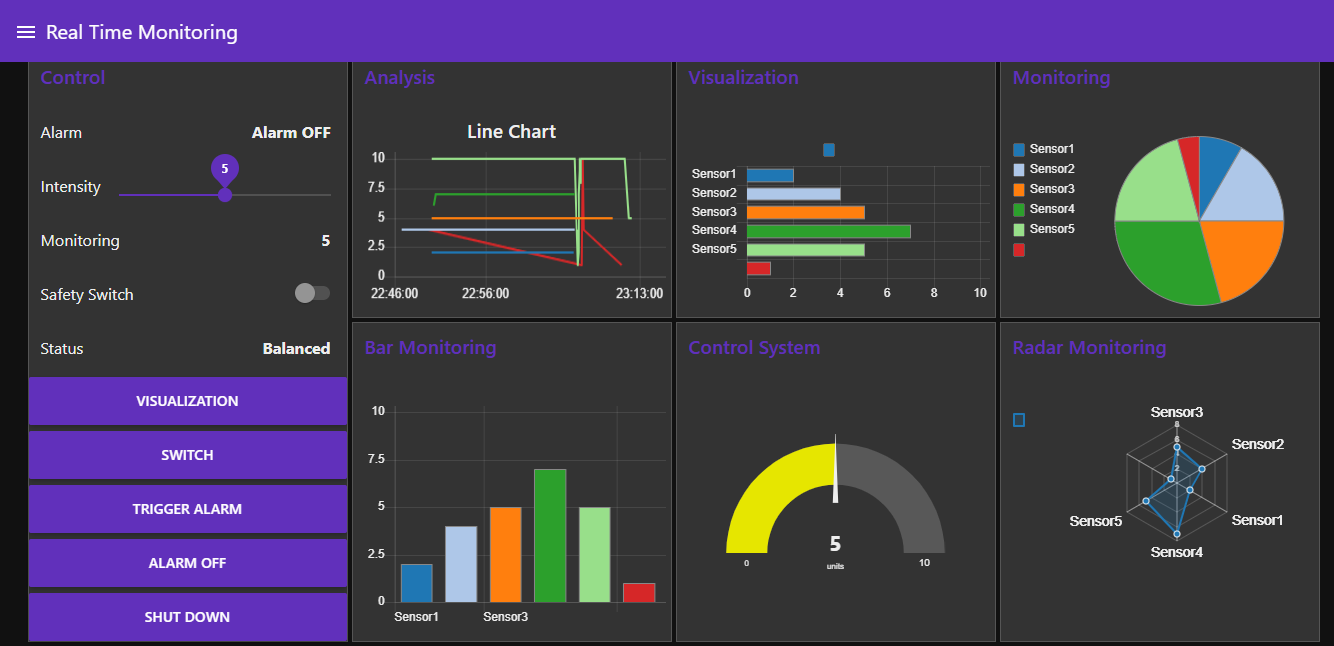 Real Time Monitoring
Control
Alarm Alarm OFF
Intensity 5
Monitoring 5
Safety Switch
Status Balanced
VISUALIZATION
SWITCH
TRIGGER ALARM
ALARM OFF
SHUT DOWN
Analysis
Line Chart
10
7.5
5
2.5
0
22:46:00 22:56:00 23:13:00
Visualization
Sensor1
Sensor2
Sensor3
Sensor4
Sensor5
0 2 4 6 8 10
Monitoring
Sensor1
Sensor2
Sensor3
Sensor4
Sensor5
Bar Monitoring
10
7.5
5
2.5
0
Sensor1 Sensor3
Control System
5
units
0 10
Radar Monitoring
Sensor3
8
Sensor2
6
2
Sensor5 Sensor1
Sensor4